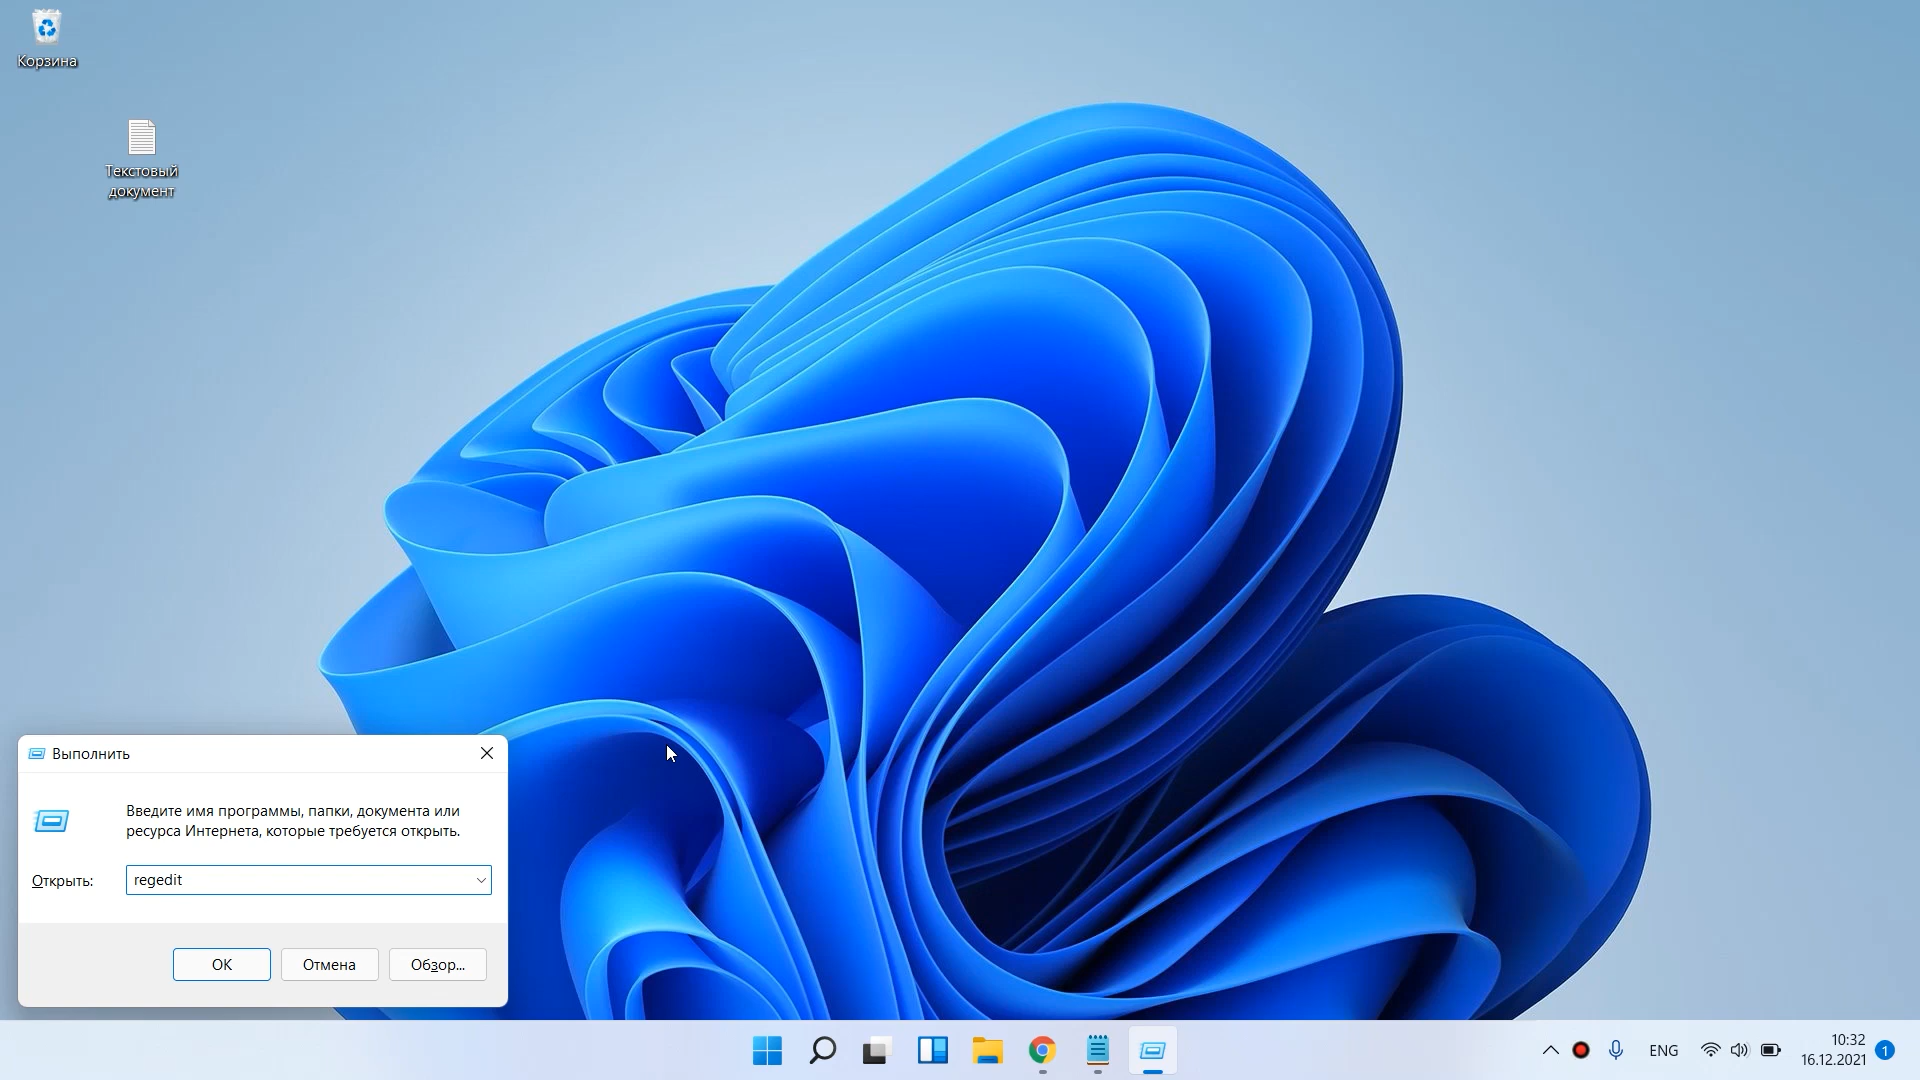 Корзина
Текстовый
документ
Выполнить
Введите имя программы, папки, документа или
ресурса Интернета, которые требуется открыть.
Открыть:
regedit
ОК
Отмена
Обзор...
ENG
10:32
16.12.2021
1